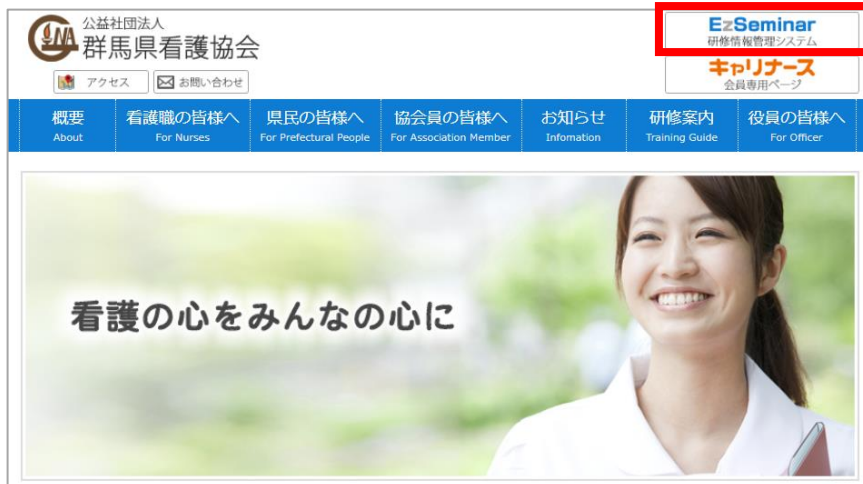 公益社団法人
群馬県看護協会
アクセス
お問い合わせ
EzSeminar
研修情報管理システム
キャリナース
会員専用ページ
概要
About
看護職の皆様へ
For Nurses
県民の皆様へ
For Prefectural People
協会員の皆様へ
For Association Member
お知らせ
Infomation
研修案内
Training Guide
役員の皆様へ
For Officer
看護の心をみんなの心に